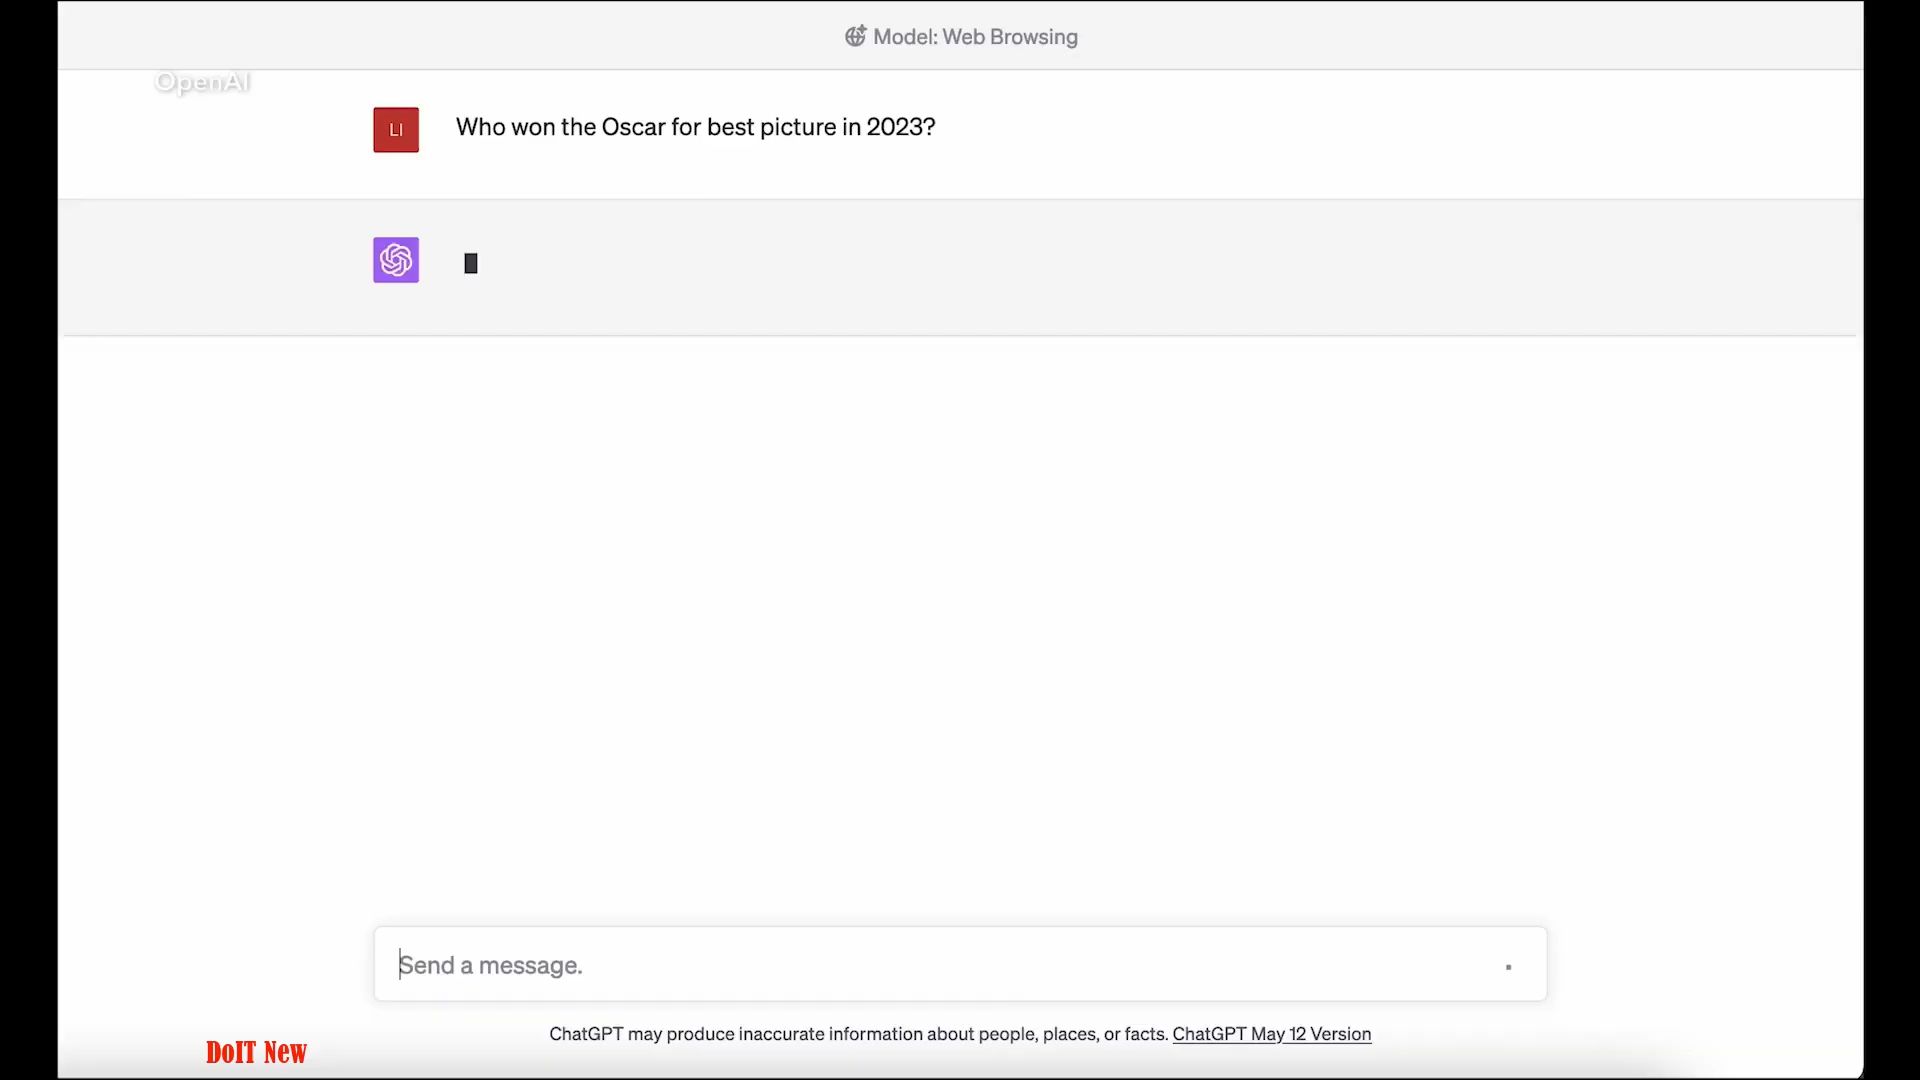 Model: Web Browsing
OpenAI
LI
Who won the Oscar for best picture in 2023?
Send a message.
ChatGPT may produce inaccurate information about people, places, or facts. ChatGPT May 12 Version
DoIT New